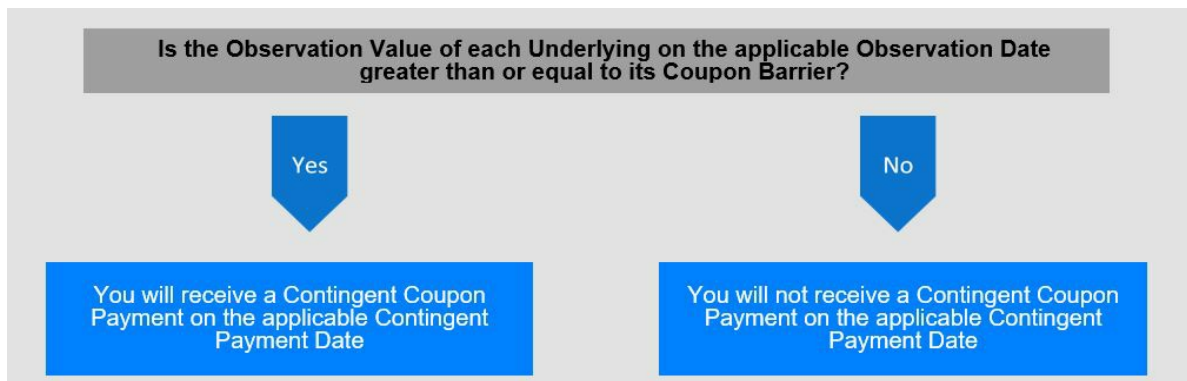 Is the Observation Value of each Underlying on the applicable Observation Date
greater than or equal to its Coupon Barrier?
Yes
No
You will receive a Contingent Coupon
Payment on the applicable Contingent
Payment Date
You will not receive a Contingent Coupon
Payment on the applicable Contingent
Payment Date